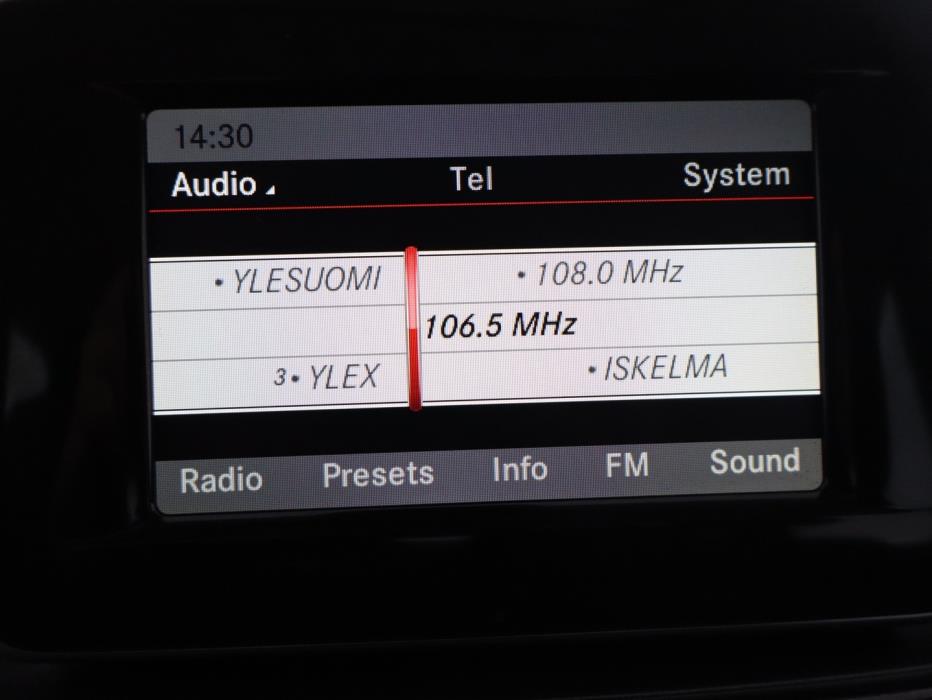 14:30
Audio Tel System
• YLESUOMI • 108.0 MHz
106.5 MHz
3 • YLEX • ISKELMA
Radio Presets Info FM Sound